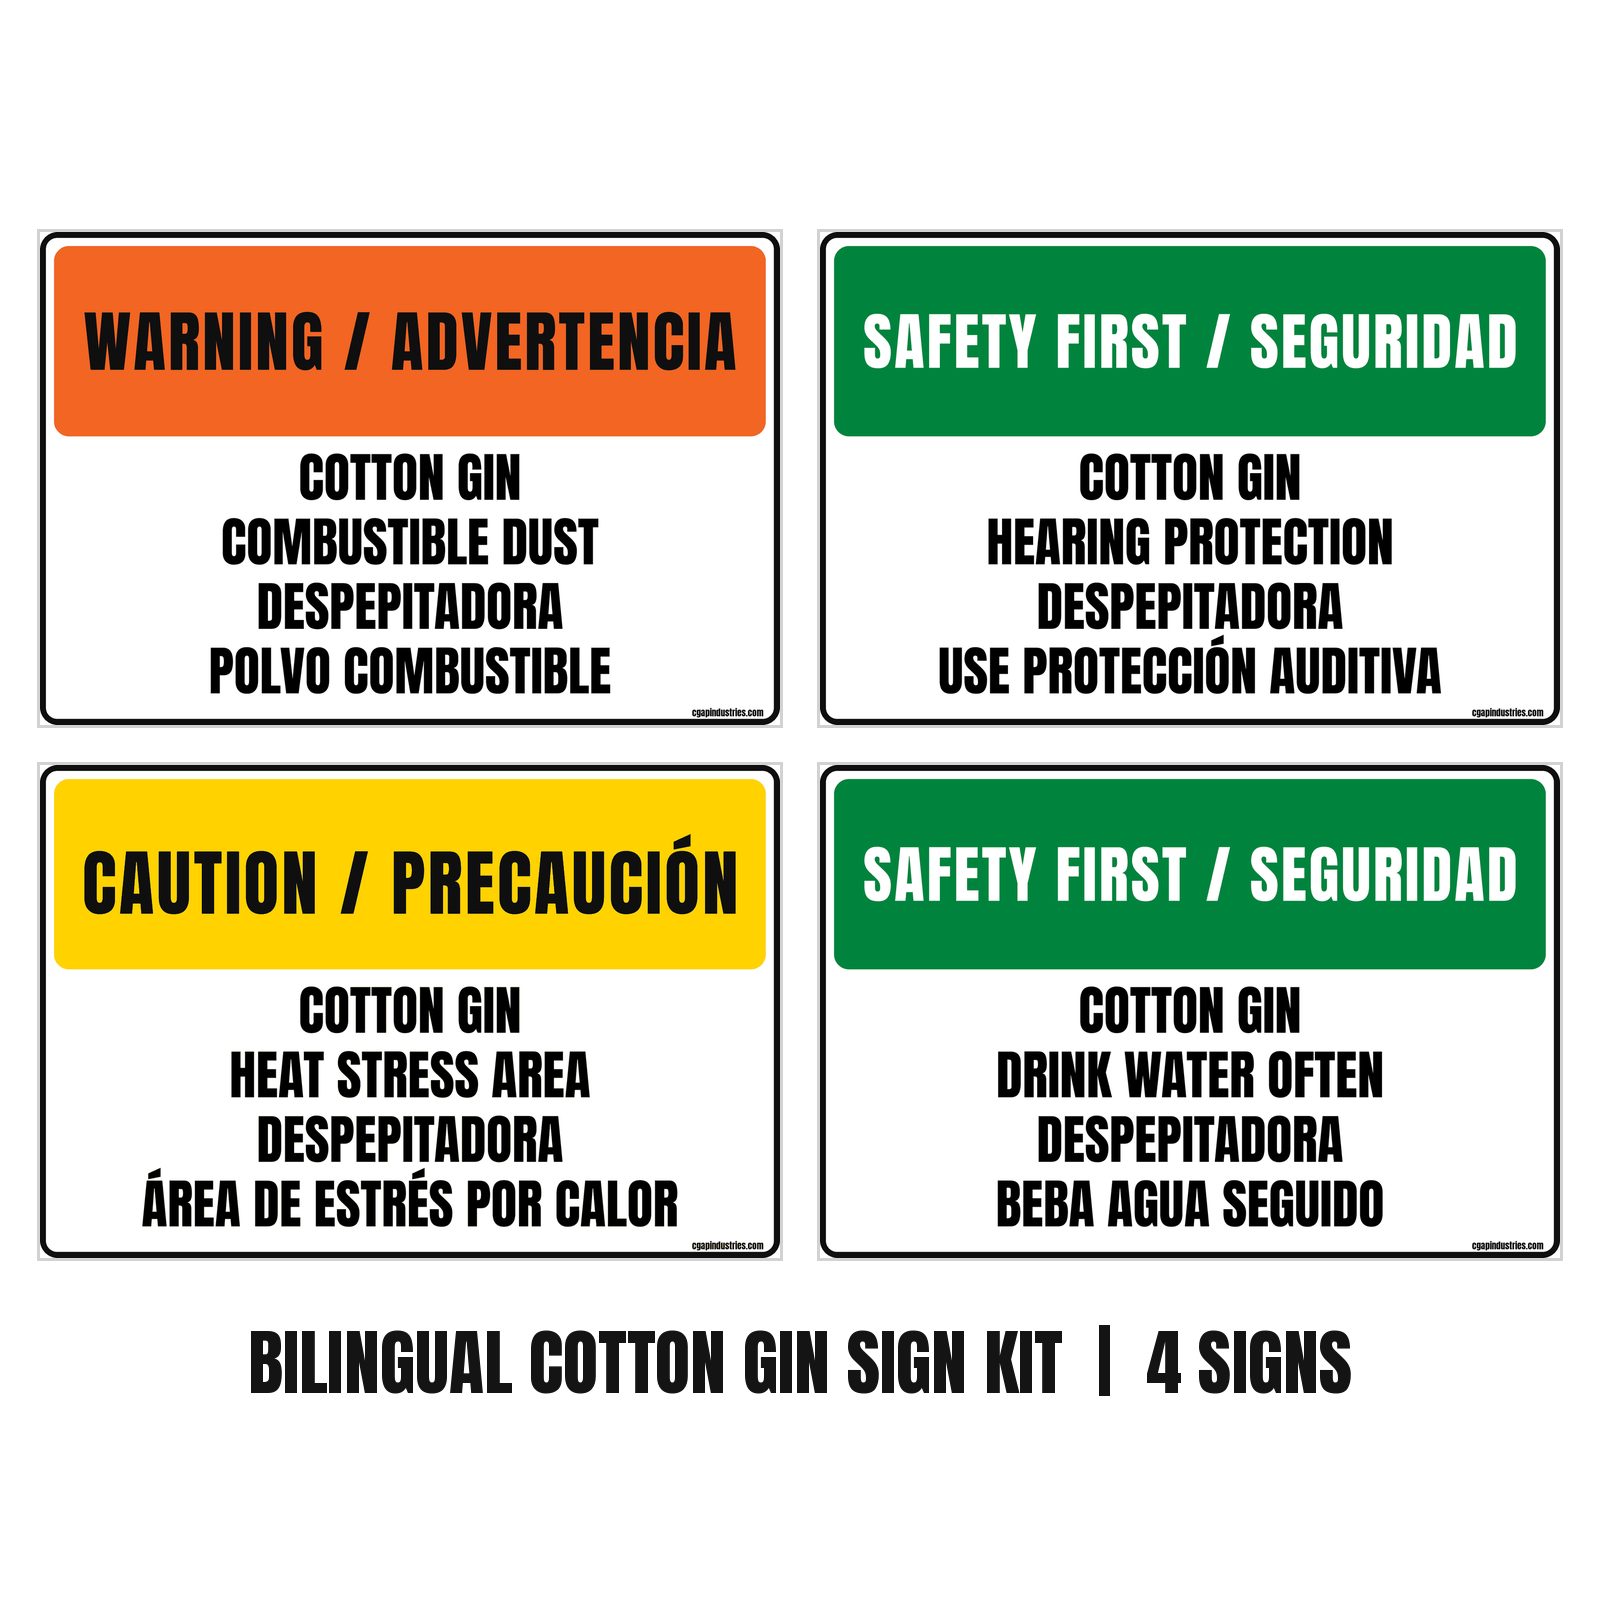 WARNING / ADVERTENCIA
COTTON GIN
COMBUSTIBLE DUST
DESPEPITADORA
POLVO COMBUSTIBLE
cgapindustries.com
SAFETY FIRST / SEGURIDAD
COTTON GIN
HEARING PROTECTION
DESPEPITADORA
USE PROTECCIÓN AUDITIVA
cgapindustries.com
CAUTION / PRECAUCIÓN
COTTON GIN
HEAT STRESS AREA
DESPEPITADORA
ÁREA DE ESTRÉS POR CALOR
cgapindustries.com
SAFETY FIRST / SEGURIDAD
COTTON GIN
DRINK WATER OFTEN
DESPEPITADORA
BEBA AGUA SEGUIDO
cgapindustries.com
BILINGUAL COTTON GIN SIGN KIT | 4 SIGNS